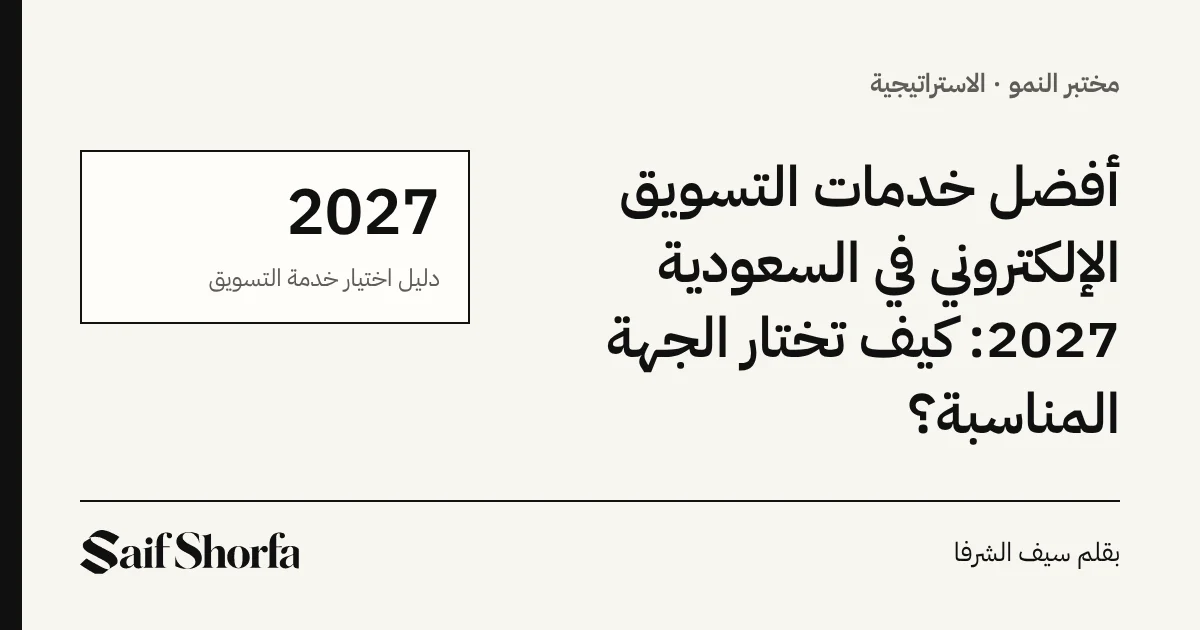 مختبر النمو · الاستراتيجية
أفضل خدمات التسويق
الإلكتروني في السعودية
2027: كيف تختار الجهة
المناسبة؟
2027
دليل اختيار خدمة التسويق
بقلم سيف الشرفا
Saif Shorfa